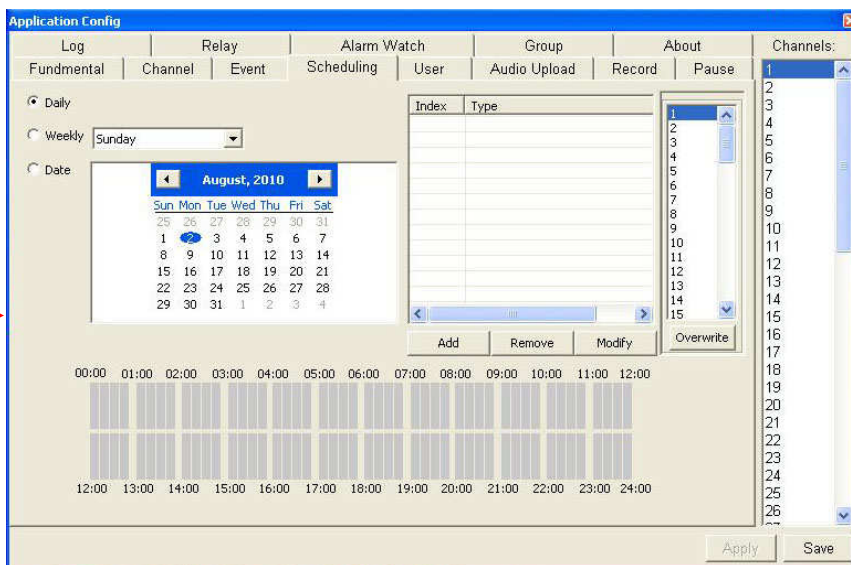 Application Config
Log Relay Alarm Watch Group About
Fundmental Channel Event Scheduling User Audio Upload Record Pause
Channels:
Daily
Weekly Sunday
Date
August, 2010
Sun Mon Tue Wed Thu Fri Sat
25 26 27 28 29 30 31
1 2 3 4 5 6 7
8 9 10 11 12 13 14
15 16 17 18 19 20 21
22 23 24 25 26 27 28
29 30 31 1 2 3 4
Index Type
Add Remove Modify
1
2
3
4
5
6
7
8
9
10
11
12
13
14
15
Overwrite
00:00 01:00 02:00 03:00 04:00 05:00 06:00 07:00 08:00 09:00 10:00 11:00 12:00
12:00 13:00 14:00 15:00 16:00 17:00 18:00 19:00 20:00 21:00 22:00 23:00 24:00
1
2
3
4
5
6
7
8
9
10
11
12
13
14
15
16
17
18
19
20
21
22
23
24
25
26
Apply Save